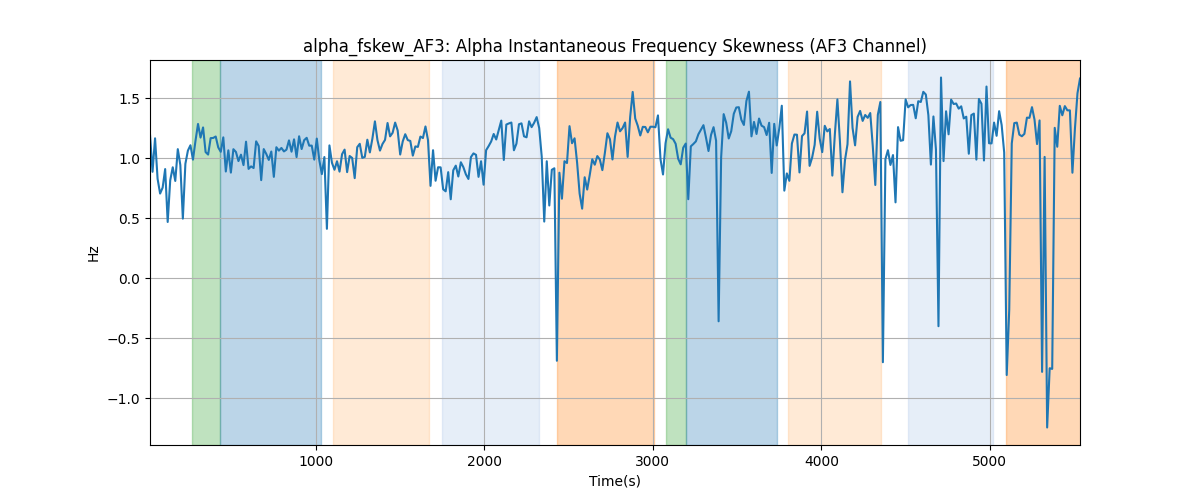 alpha_fskew_AF3: Alpha Instantaneous Frequency Skewness (AF3 Channel)
Hz
1.5
1.0
0.5
0.0
−0.5
−1.0
1000 2000 3000 4000 5000
Time(s)